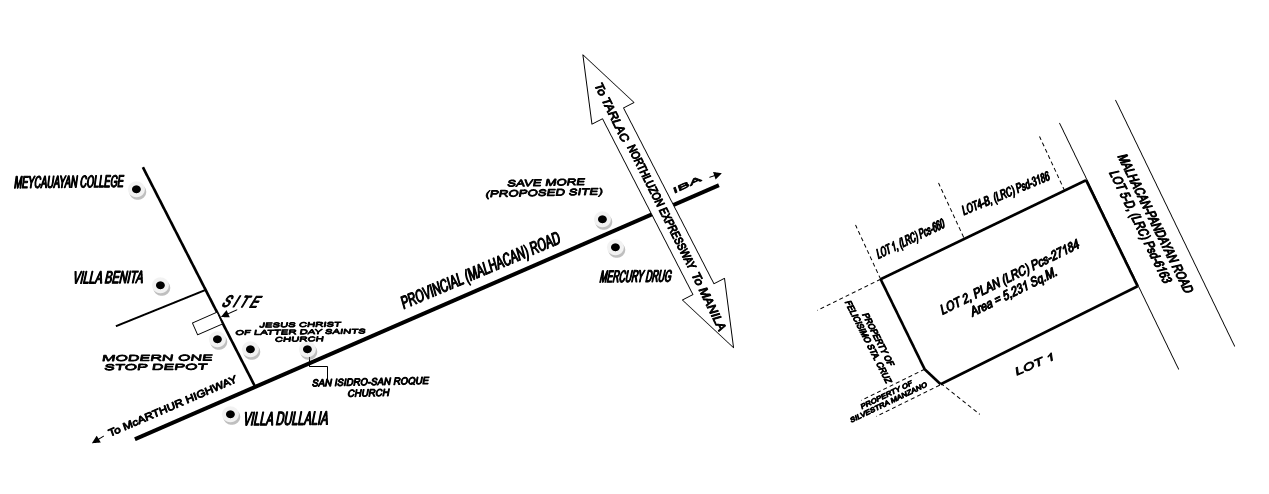 To TARLAC NORTHLUZON EXPRESSWAY To MANILA
MEYCAUAYAN COLLEGE
SAVE MORE
(PROPOSED SITE)
IBA
PROVINCIAL (MALHACAN) ROAD
MERCURY DRUG
VILLA BENITA
SITE
JESUS CHRIST
OF LATTER DAY SAINTS
CHURCH
MODERN ONE
STOP DEPOT
SAN ISIDRO-SAN ROQUE
CHURCH
To McARTHUR HIGHWAY
VILLA DULLALIA
LOT 1, (LRC) Pcs-660
LOT4-B, (LRC) Psd-3186
MALHACAN-PANDAYAN ROAD
LOT 5-D, (LRC) Psd-6163
LOT 2, PLAN (LRC) Pcs-27184
Area = 5,231 Sq.M.
PROPERTY OF
FELICISIMO STA. CRUZ
LOT 1
PROPERTY OF
SILVESTRA MANZANO